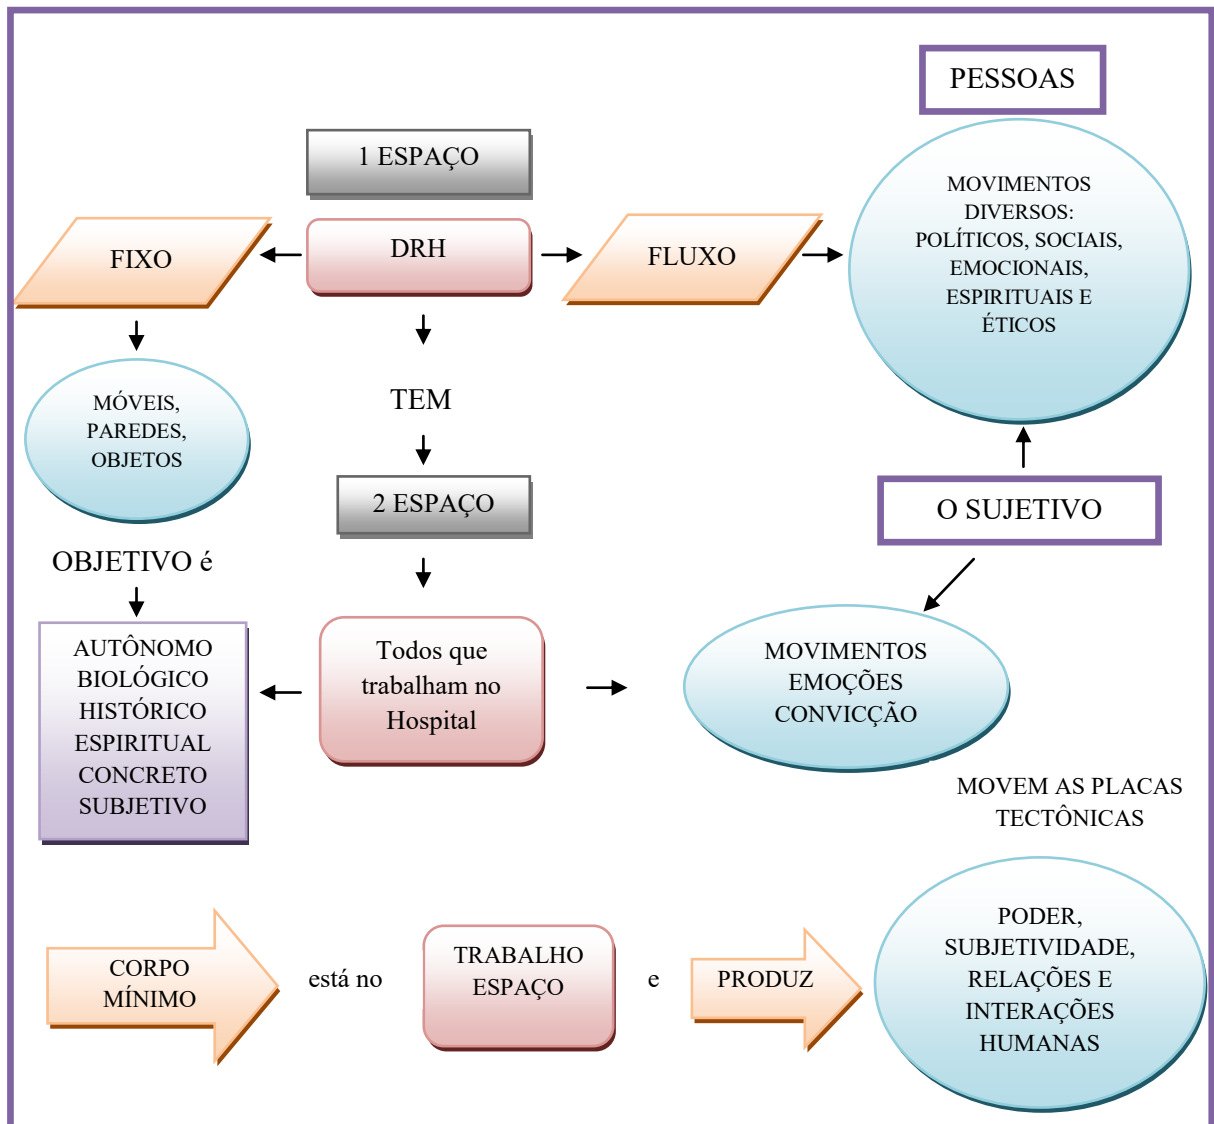 PESSOAS
1 ESPAÇO
FIXO
DRH
FLUXO
MOVIMENTOS
DIVERSOS:
POLÍTICOS, SOCIAIS,
EMOCIONAIS,
ESPIRITUAIS E
ÉTICOS
MÓVEIS,
PAREDES,
OBJETOS
TEM
2 ESPAÇO
O SUJETIVO
OBJETIVO é
AUTÔNOMO
BIOLÓGICO
HISTÓRICO
ESPIRITUAL
CONCRETO
SUBJETIVO
Todos que
trabalham no
Hospital
MOVIMENTOS
EMOÇÕES
CONVICÇÃO
MOVEM AS PLACAS
TECTÔNICAS
CORPO
MÍNIMO
está no
TRABALHO
ESPAÇO
e
PRODUZ
PODER,
SUBJETIVIDADE,
RELAÇÕES E
INTERAÇÕES
HUMANAS